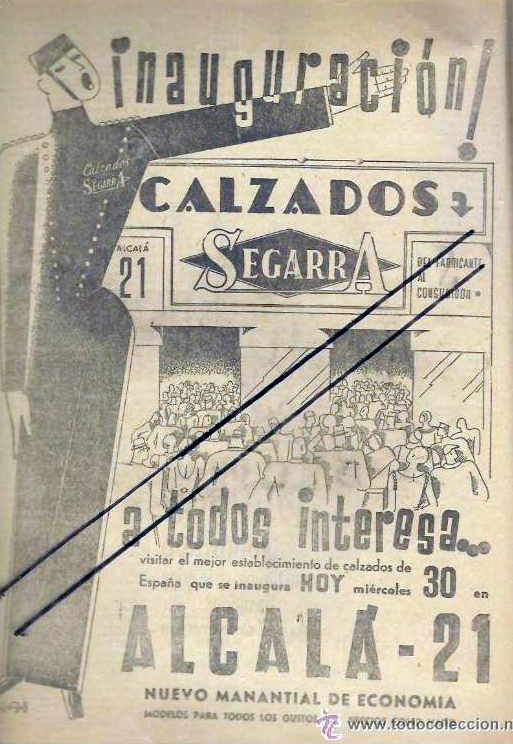 ¡inauguración!
Calzados
SEGARRA
CALZADOS
ALCALÁ
21
SEGARRA
DEL FABRICANTE
AL
CONSUMIDOR
a todos interesa...
visitar el mejor establecimiento de calzados de
España que se inaugura HOY miércoles 30 en
ALCALÁ-21
NUEVO MANANTIAL DE ECONOMIA
MODELOS PARA TODOS LOS GUSTOS
© www.todocoleccion.net